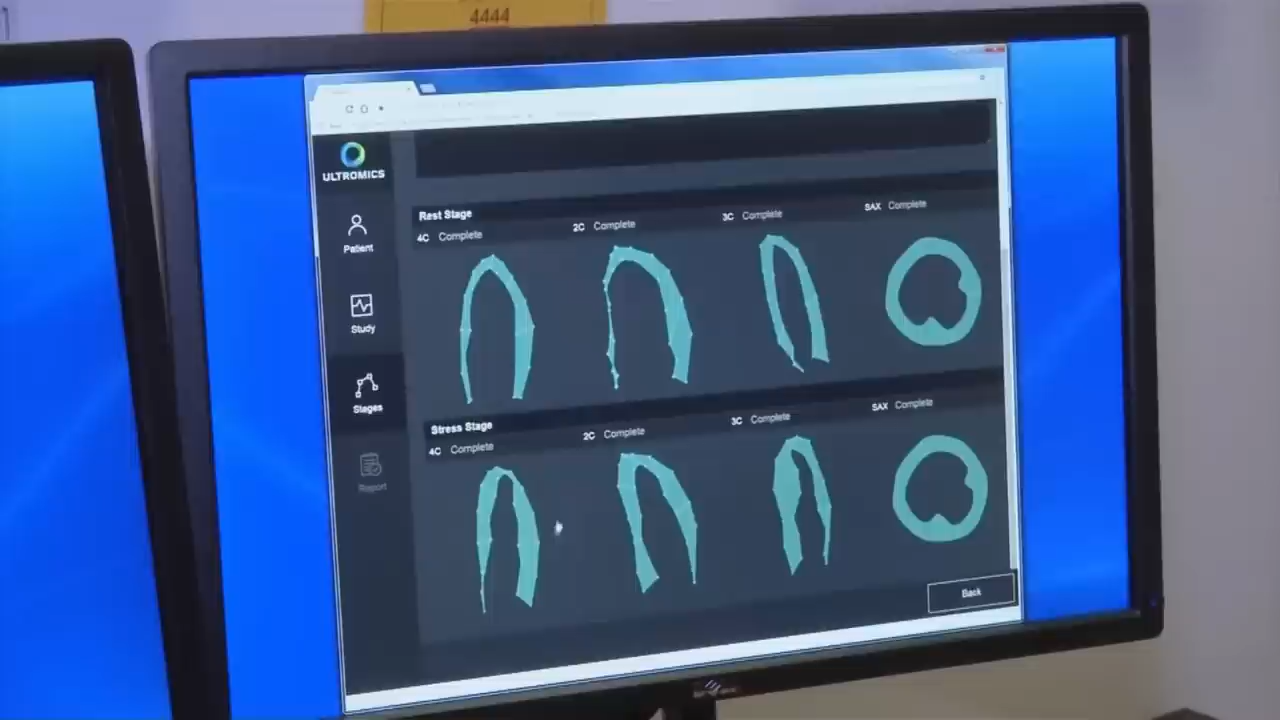 4444
ULTROMICS
Patient
Study
Stages
Report
Rest Stage
4C Complete
2C Complete
3C Complete
SAX Complete
Stress Stage
4C Complete
2C Complete
3C Complete
SAX Complete
Back